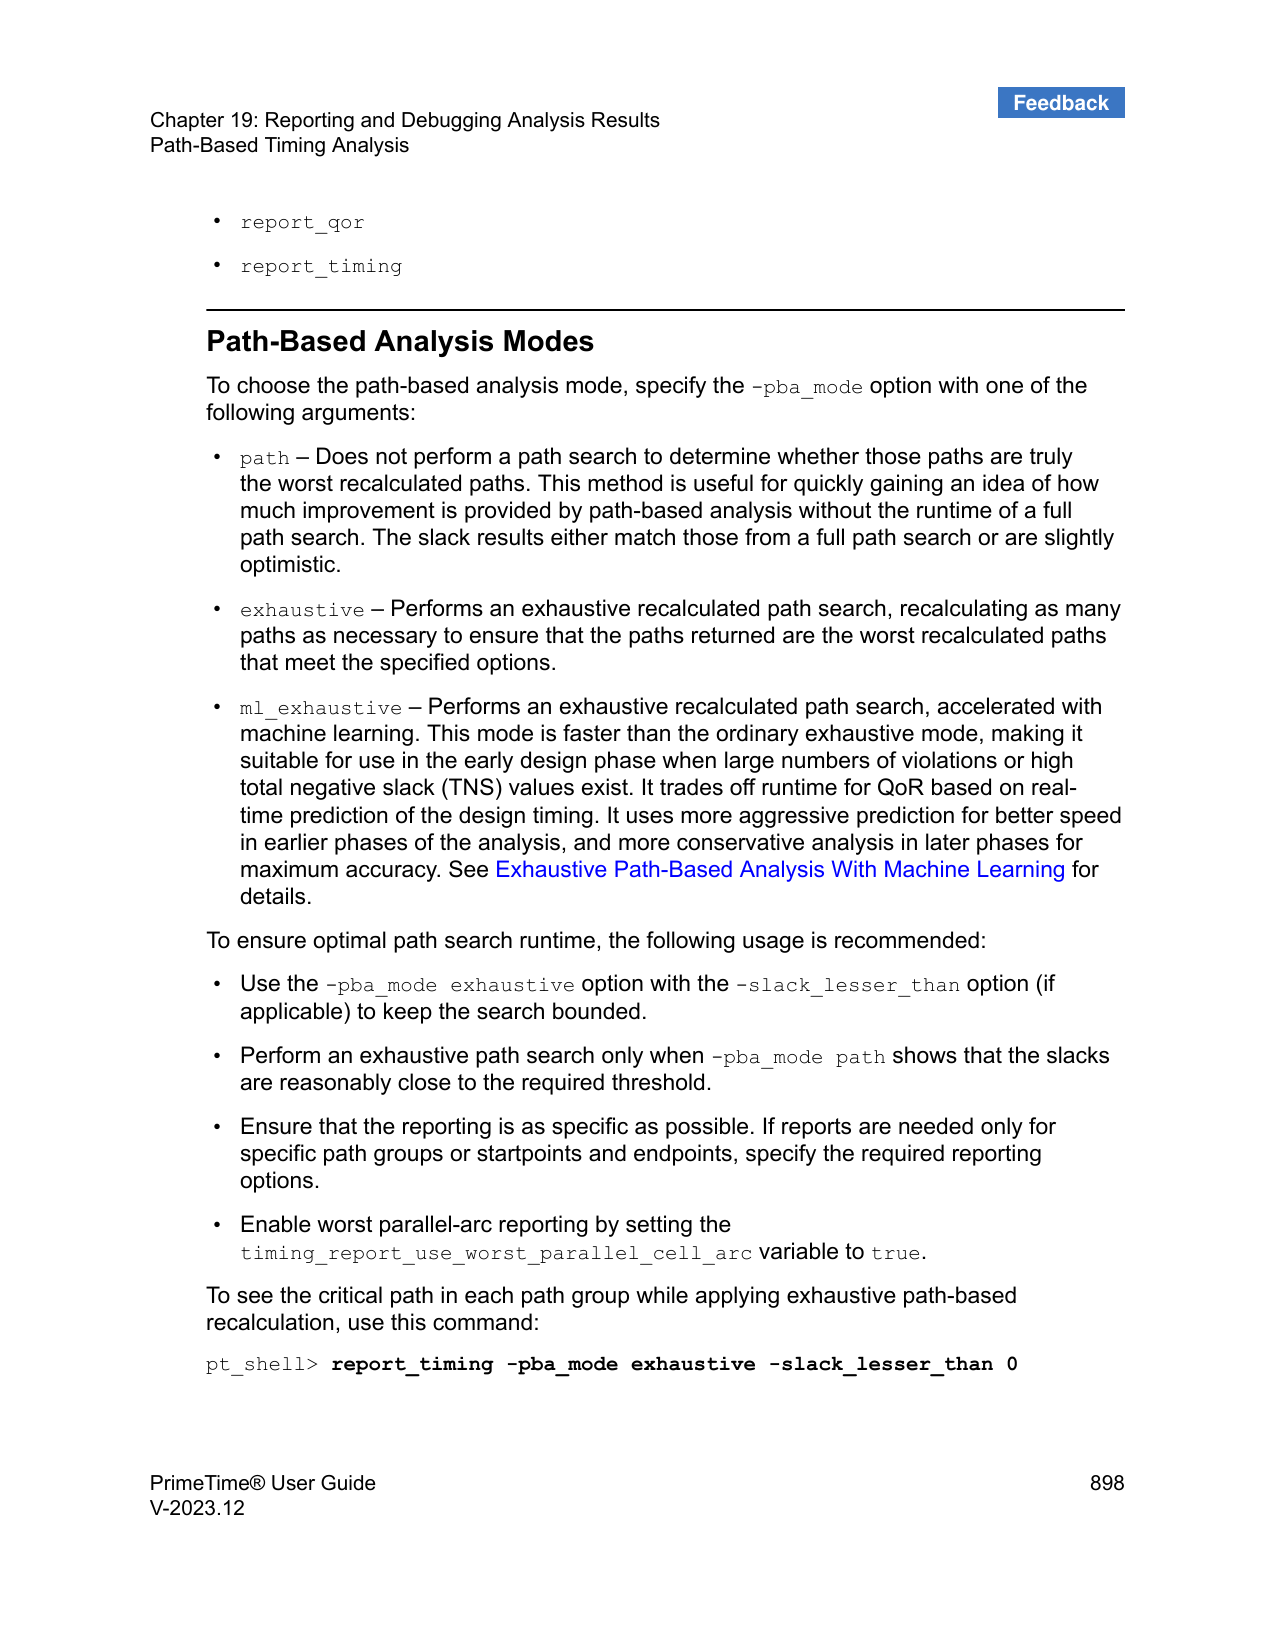 Feedback
Chapter 19: Reporting and Debugging Analysis Results
Path-Based Timing Analysis
• report_qor
• report_timing
Path-Based Analysis Modes
To choose the path-based analysis mode, specify the -pba_mode option with one of the
following arguments:
• path – Does not perform a path search to determine whether those paths are truly
the worst recalculated paths. This method is useful for quickly gaining an idea of how
much improvement is provided by path-based analysis without the runtime of a full
path search. The slack results either match those from a full path search or are slightly
optimistic.
• exhaustive – Performs an exhaustive recalculated path search, recalculating as many
paths as necessary to ensure that the paths returned are the worst recalculated paths
that meet the specified options.
• ml_exhaustive – Performs an exhaustive recalculated path search, accelerated with
machine learning. This mode is faster than the ordinary exhaustive mode, making it
suitable for use in the early design phase when large numbers of violations or high
total negative slack (TNS) values exist. It trades off runtime for QoR based on real-
time prediction of the design timing. It uses more aggressive prediction for better speed
in earlier phases of the analysis, and more conservative analysis in later phases for
maximum accuracy. See Exhaustive Path-Based Analysis With Machine Learning for
details.
To ensure optimal path search runtime, the following usage is recommended:
• Use the -pba_mode exhaustive option with the -slack_lesser_than option (if
applicable) to keep the search bounded.
• Perform an exhaustive path search only when -pba_mode path shows that the slacks
are reasonably close to the required threshold.
• Ensure that the reporting is as specific as possible. If reports are needed only for
specific path groups or startpoints and endpoints, specify the required reporting
options.
• Enable worst parallel-arc reporting by setting the
timing_report_use_worst_parallel_cell_arc variable to true.
To see the critical path in each path group while applying exhaustive path-based
recalculation, use this command:
pt_shell> report_timing -pba_mode exhaustive -slack_lesser_than 0
PrimeTime® User Guide
898
V-2023.12